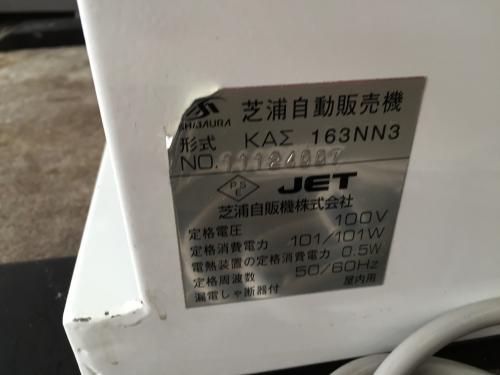 SHIBAURA
芝浦自動販売機
形式 KAΣ 163NN3
NO.
PSE JET
芝浦自販機株式会社
定格電圧 100V
定格消費電力 101/101W
電熱装置の定格消費電力 0.5W
定格周波数 50/60Hz
漏電しゃ断器付 屋内用